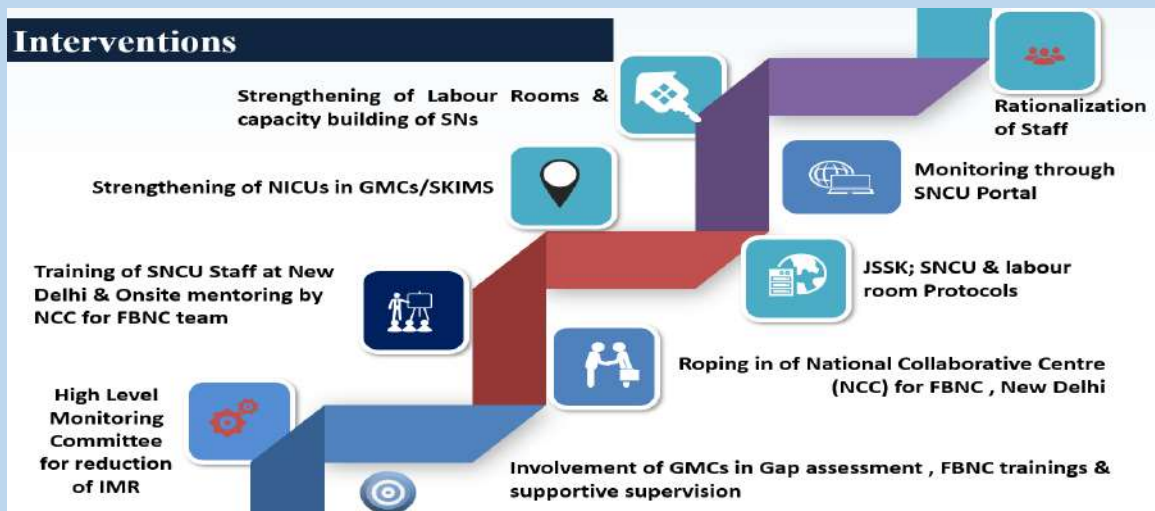 Interventions
Strengthening of Labour Rooms &
capacity building of SNs
Rationalization
of Staff
Strengthening of NICUs in GMCs/SKIMS
Monitoring through
SNCU Portal
Training of SNCU Staff at New
Delhi & Onsite mentoring by
NCC for FBNC team
JSSK; SNCU & labour
room Protocols
High Level
Monitoring
Committee
for reduction
of IMR
Roping in of National Collaborative Centre
(NCC) for FBNC , New Delhi
Involvement of GMCs in Gap assessment , FBNC trainings &
supportive supervision